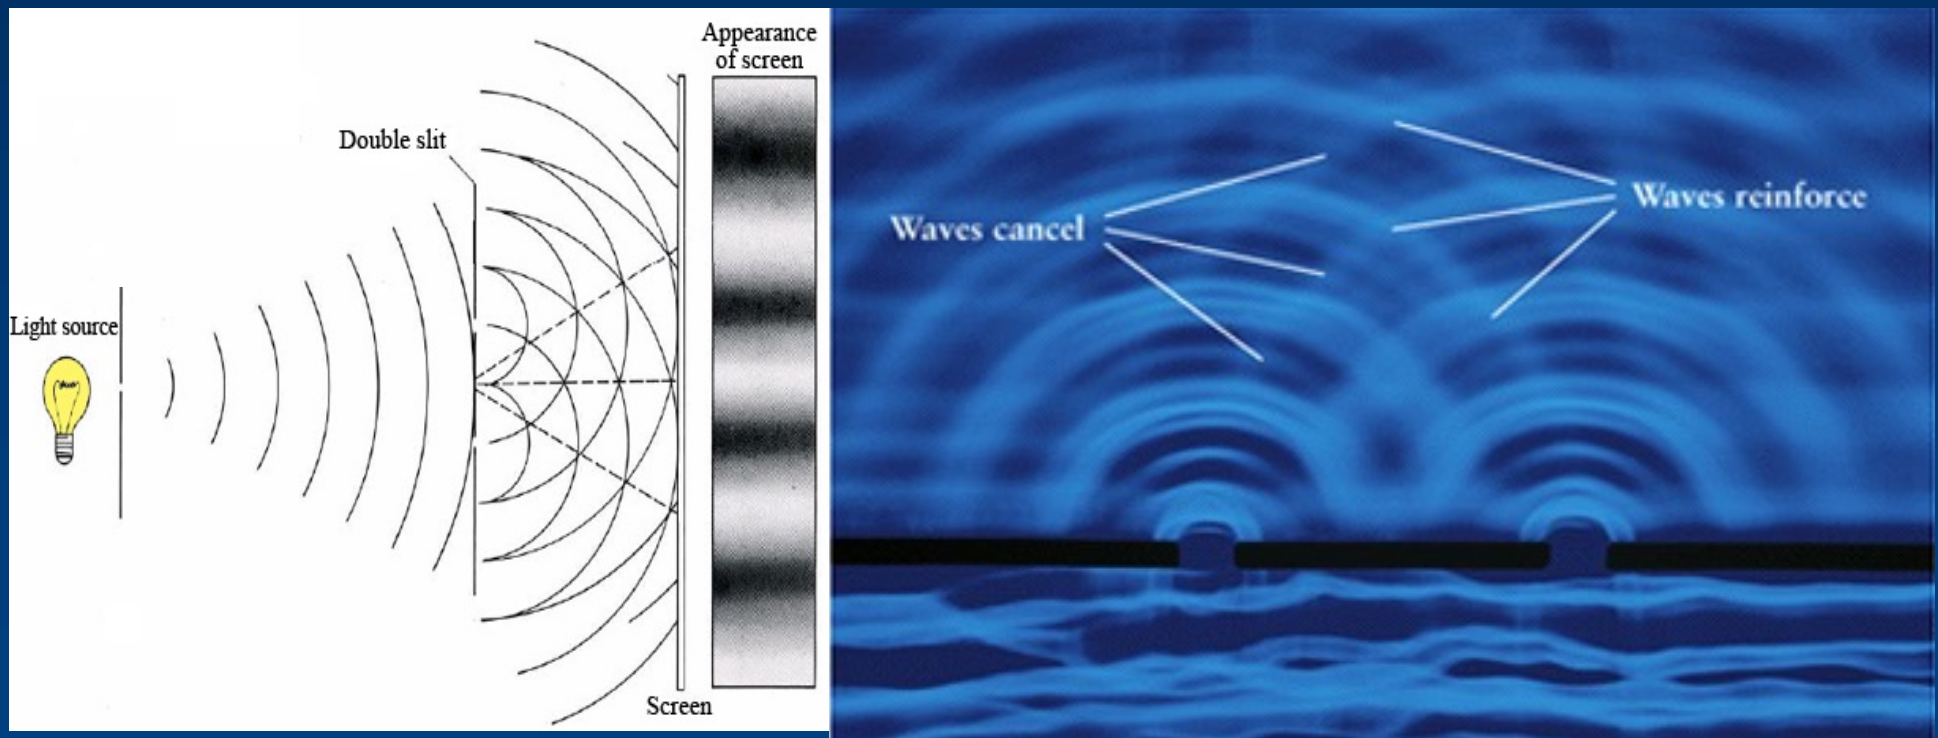 Appearance
of screen
Double slit
Light source
Screen
Waves cancel
Waves reinforce